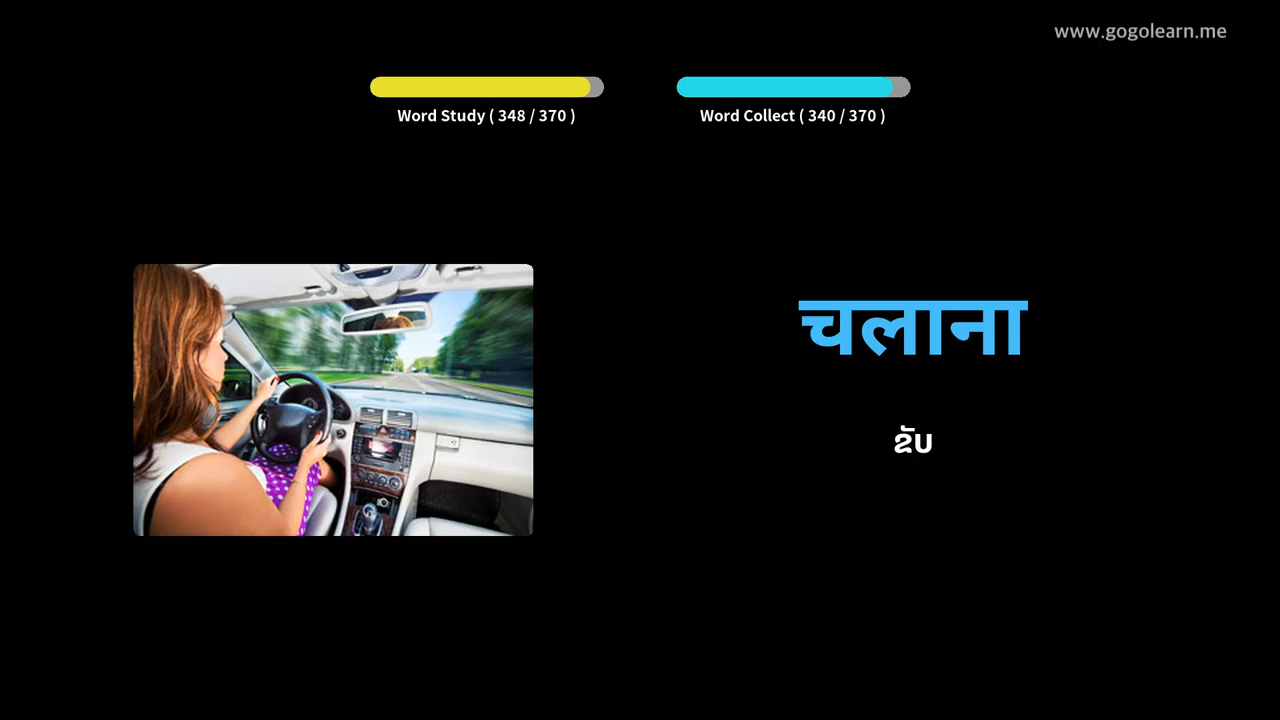 www.gogolearn.me
Word Study ( 348 / 370 )
Word Collect ( 340 / 370 )
चलाना
ຂັບ